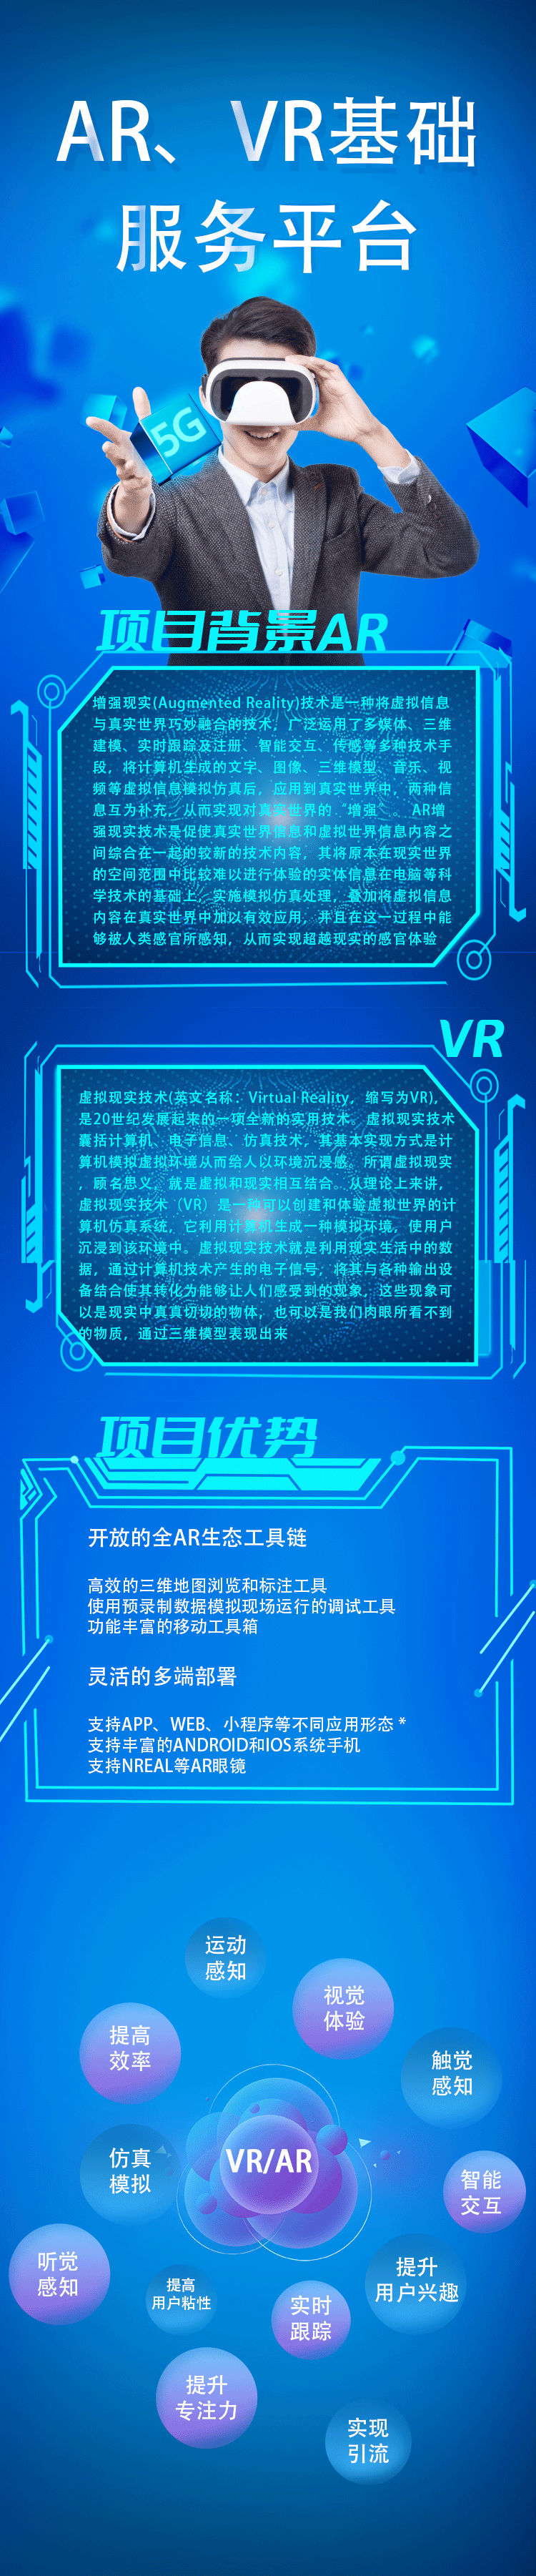 AR、VR基础
服务平台
5G
项目背景AR
增强现实(Augmented Reality)技术是一种将虚拟信息
与真实世界巧妙融合的技术，广泛运用了多媒体、三维
建模、实时跟踪及注册、智能交互、传感等多种技术手
段，将计算机生成的文字、图像、三维模型、音乐、视
频等虚拟信息模拟仿真后，应用到真实世界中，两种信
息互为补充，从而实现对真实世界的“增强”。 AR增
强现实技术是促使真实世界信息和虚拟世界信息内容之
间综合在一起的较新的技术内容，其将原本在现实世界
的空间范围中比较难以进行体验的实体信息在电脑等科
学技术的基础上，实施模拟仿真处理，叠加将虚拟信息
内容在真实世界中加以有效应用，并且在这一过程中能
够被人类感官所感知，从而实现超越现实的感官体验
VR
虚拟现实技术(英文名称：Virtual Reality，缩写为VR)，
是20世纪发展起来的一项全新的实用技术。虚拟现实技术
囊括计算机、电子信息、仿真技术，其基本实现方式是计
算机模拟虚拟环境从而给人以环境沉浸感。所谓虚拟现实
，顾名思义，就是虚拟和现实相互结合。从理论上来讲，
虚拟现实技术（VR）是一种可以创建和体验虚拟世界的计
算机仿真系统，它利用计算机生成一种模拟环境，使用户
沉浸到该环境中。虚拟现实技术就是利用现实生活中的数
据，通过计算机技术产生的电子信号，将其与各种输出设
备结合使其转化为能够让人们感受到的现象，这些现象可
以是现实中真真切切的物体，也可以是我们肉眼所看不到
的物质，通过三维模型表现出来
项目优势
开放的全AR生态工具链
高效的三维地图浏览和标注工具
使用预录制数据模拟现场运行的调试工具
功能丰富的移动工具箱
灵活的多端部署
支持APP、WEB、小程序等不同应用形态 *
支持丰富的ANDROID和IOS系统手机
支持NREAL等AR眼镜
运动
感知
视觉
体验
提高
效率
触觉
感知
仿真
模拟
VR/AR
智能
交互
听觉
感知
提高
用户粘性
提升
用户兴趣
实时
跟踪
提升
专注力
实现
引流